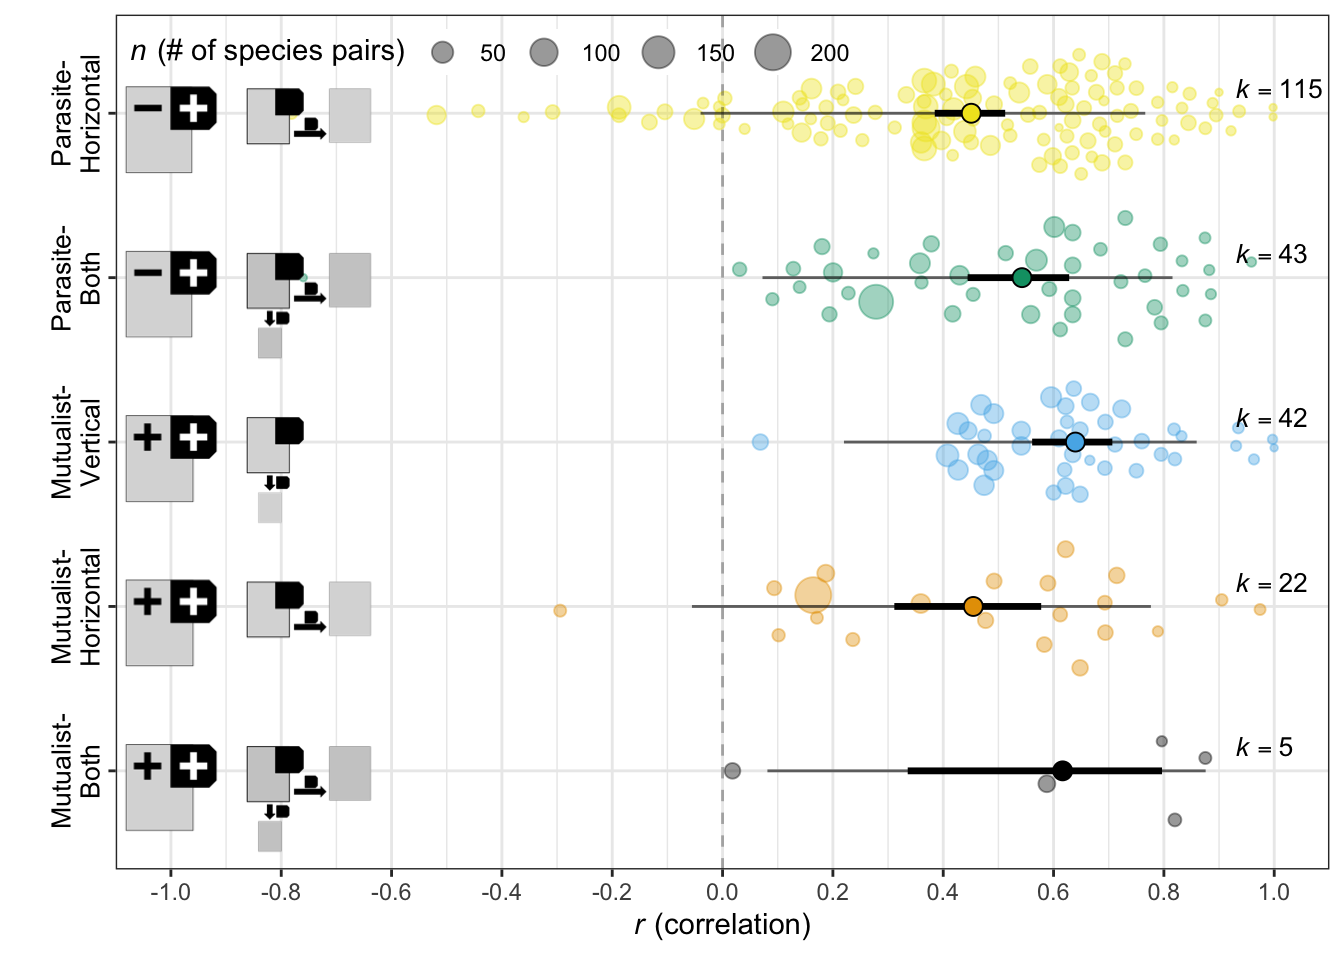 n (# of species pairs) 50 100 150 200
Parasite-
Horizontal
k = 115
Parasite-
Both
k = 43
Mutualist-
Vertical
k = 42
Mutualist-
Horizontal
k = 22
Mutualist-
Both
k = 5
-1.0 -0.8 -0.6 -0.4 -0.2 0.0 0.2 0.4 0.6 0.8 1.0
r (correlation)